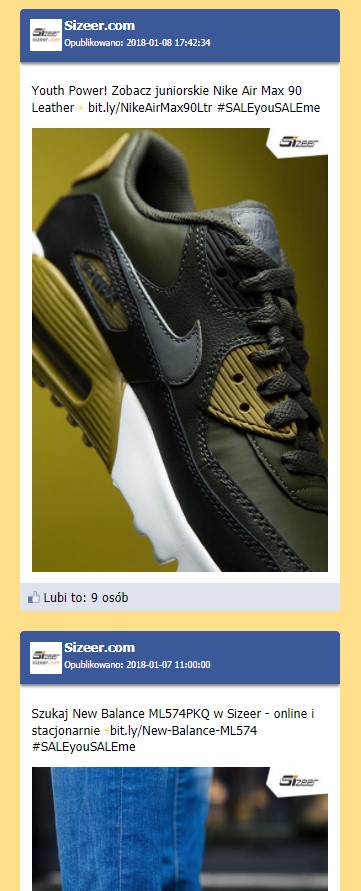 Sizeer.com
Opublikowano: 2018-01-08 17:42:34
Youth Power! Zobacz juniorskie Nike Air Max 90
Leather ⚡ bit.ly/NikeAirMax90Ltr #SALEyouSALEme
Sizeer
Lubi to: 9 osób
Sizeer.com
Opublikowano: 2018-01-07 11:00:00
Szukaj New Balance ML574PKQ w Sizeer - online i
stacjonarnie ⚡bit.ly/New-Balance-ML574
#SALEyouSALEme
Sizeer